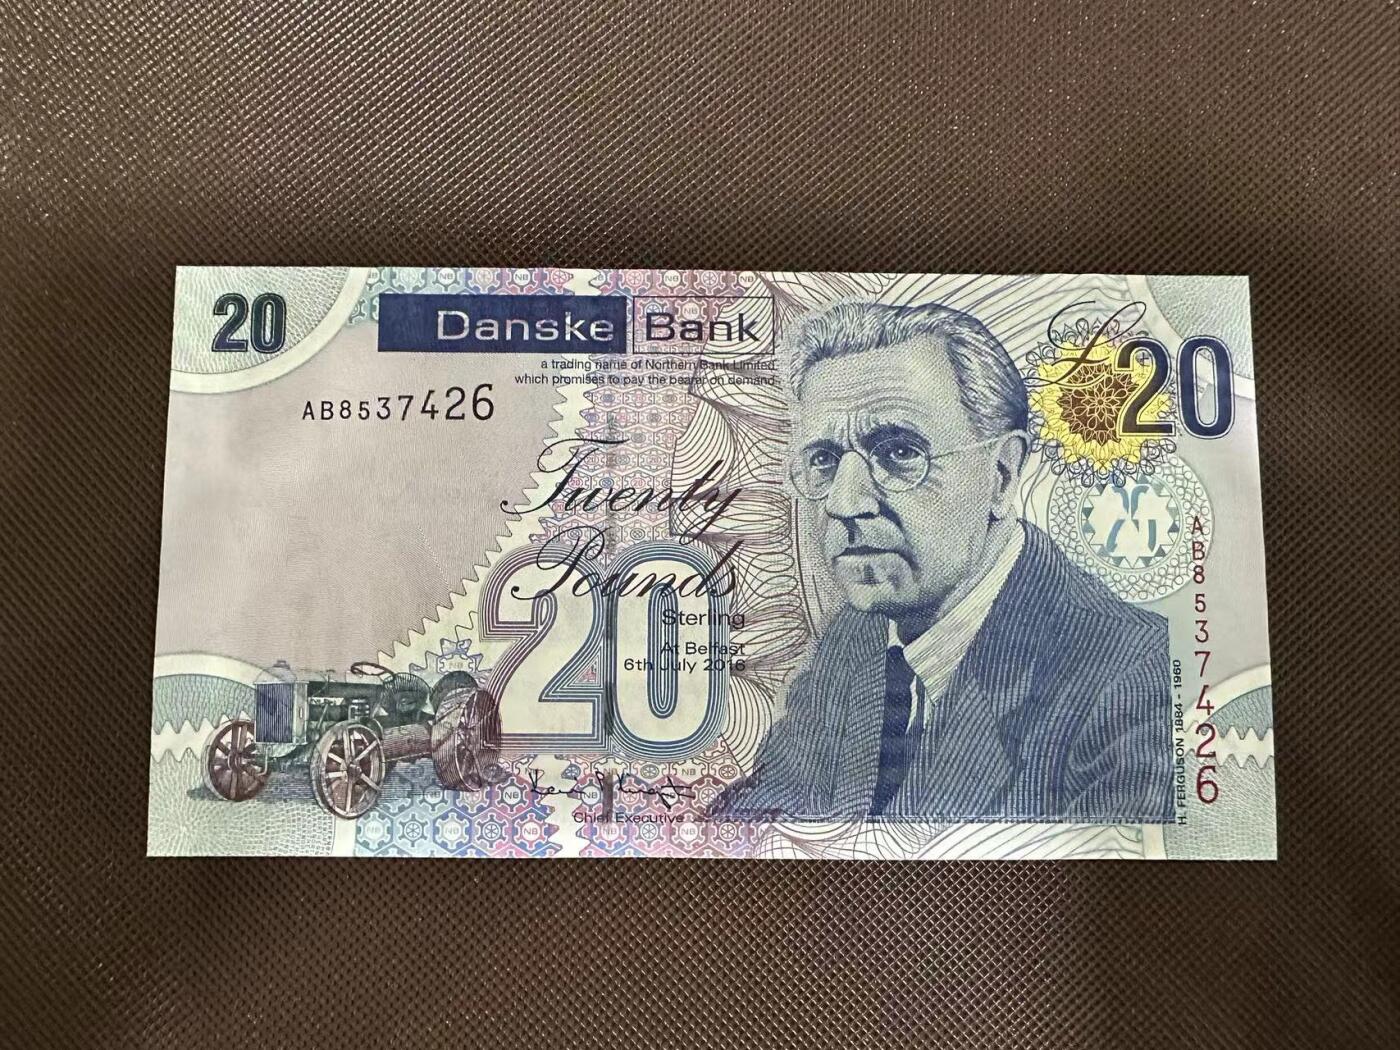 20
Danske Bank
a trading name of Northern Bank Limited
which promises to pay the bearer on demand
£20
AB8537426
Twenty
Pounds
20
Sterling
At Belfast
6th July 2016
Chief Executive
AB8537426
H. FERGUSON 1884 - 1960